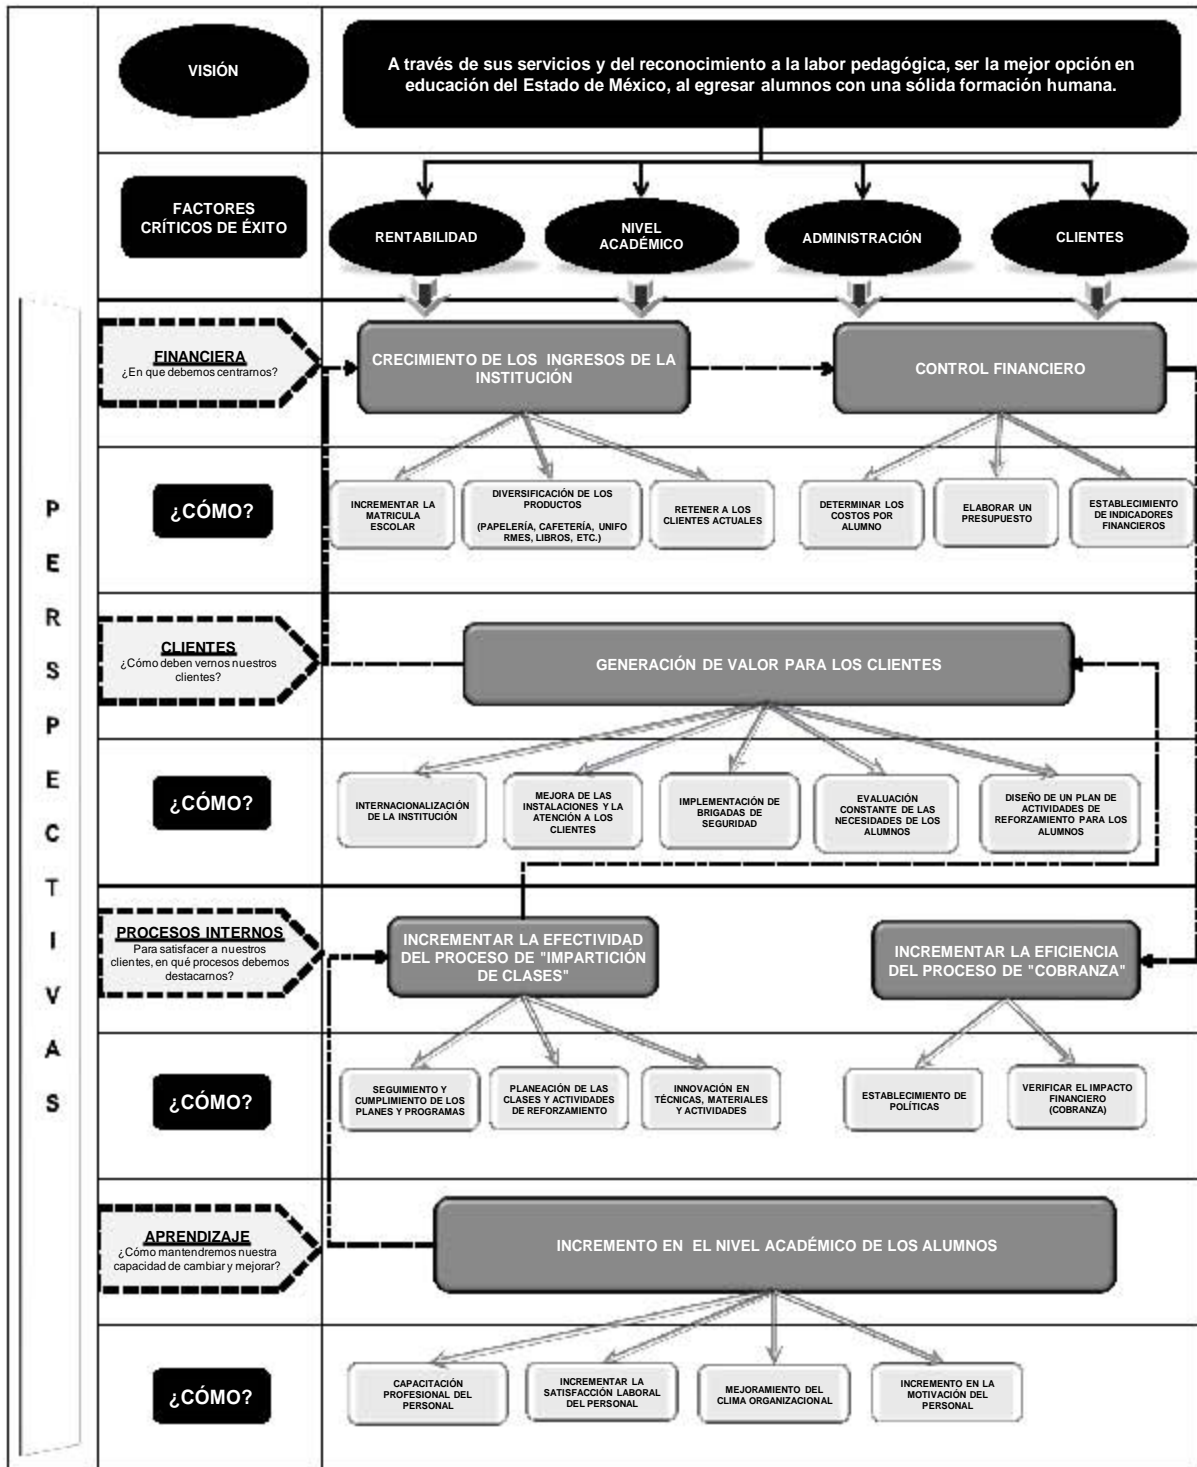 VISIÓN
A través de sus servicios y del reconocimiento a la labor pedagógica, ser la mejor opción en
educación del Estado de México, al egresar alumnos con una sólida formación humana.
FACTORES
CRÍTICOS DE ÉXITO
RENTABILIDAD
NIVEL
ACADÉMICO
ADMINISTRACIÓN
CLIENTES
PERSPECTIVAS
FINANCIERA
¿En que debemos centrarnos?
CRECIMIENTO DE LOS INGRESOS DE LA
INSTITUCIÓN
CONTROL FINANCIERO
¿CÓMO?
INCREMENTAR LA
MATRICULA
ESCOLAR
DIVERSIFICACIÓN DE LOS
PRODUCTOS
(PAPELERÍA, CAFETERÍA, UNIFO
RMES, LIBROS, ETC.)
RETENER A LOS
CLIENTES ACTUALES
DETERMINAR LOS
COSTOS POR
ALUMNO
ELABORAR UN
PRESUPUESTO
ESTABLECIMIENTO
DE INDICADORES
FINANCIEROS
CLIENTES
¿Cómo deben vernos nuestros
clientes?
GENERACIÓN DE VALOR PARA LOS CLIENTES
¿CÓMO?
INTERNACIONALIZACIÓN
DE LA INSTITUCIÓN
MEJORA DE LAS
INSTALACIONES Y LA
ATENCIÓN A LOS
CLIENTES
IMPLEMENTACIÓN DE
BRIGADAS DE
SEGURIDAD
EVALUACIÓN
CONSTANTE DE LAS
NECESIDADES DE LOS
ALUMNOS
DISEÑO DE UN PLAN DE
ACTIVIDADES DE
REFORZAMIENTO PARA LOS
ALUMNOS
PROCESOS INTERNOS
Para satisfacer a nuestros
clientes, en qué procesos debemos
destacarnos?
INCREMENTAR LA EFECTIVIDAD
DEL PROCESO DE "IMPARTICIÓN
DE CLASES"
INCREMENTAR LA EFICIENCIA
DEL PROCESO DE "COBRANZA"
¿CÓMO?
SEGUIMIENTO Y
CUMPLIMIENTO DE LOS
PLANES Y PROGRAMAS
PLANEACIÓN DE LAS
CLASES Y ACTIVIDADES
DE REFORZAMIENTO
INNOVACIÓN EN
TÉCNICAS, MATERIALES
Y ACTIVIDADES
ESTABLECIMIENTO DE
POLÍTICAS
VERIFICAR EL IMPACTO
FINANCIERO
(COBRANZA)
APRENDIZAJE
¿Cómo mantendremos nuestra
capacidad de cambiar y mejorar?
INCREMENTO EN EL NIVEL ACADÉMICO DE LOS ALUMNOS
¿CÓMO?
CAPACITACIÓN
PROFESIONAL DEL
PERSONAL
INCREMENTAR LA
SATISFACCIÓN LABORAL
DEL PERSONAL
MEJORAMIENTO DEL
CLIMA ORGANIZACIONAL
INCREMENTO EN LA
MOTIVACIÓN DEL
PERSONAL